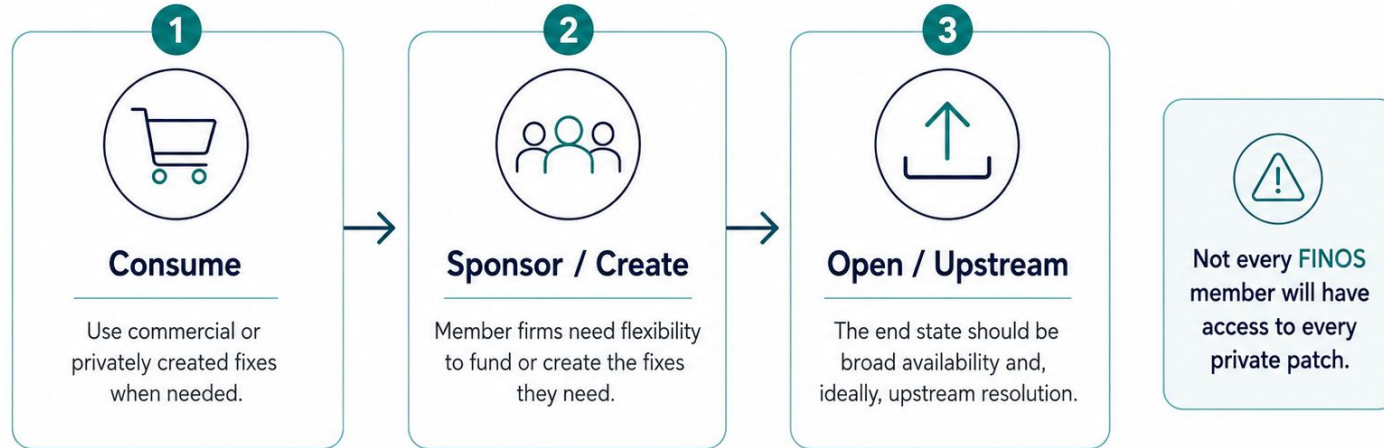 1
Consume
Use commercial or
privately created fixes
when needed.
2
Sponsor / Create
Member firms need flexibility
to fund or create the fixes
they need.
3
Open / Upstream
The end state should be
broad availability and,
ideally, upstream resolution.
Not every FINOS
member will have
access to every
private patch.